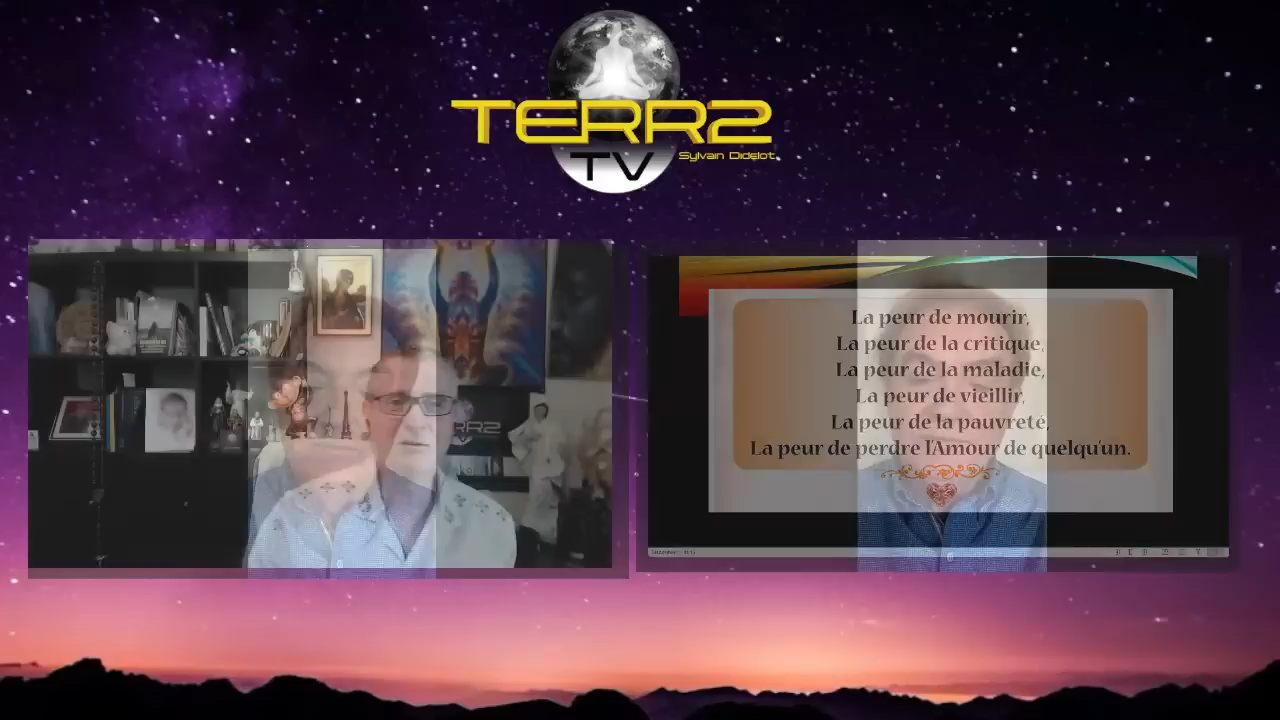 TERR2
TV
Sylvain Didelot
La peur de mourir,
La peur de la critique,
La peur de la maladie,
La peur de vieillir,
La peur de la pauvreté,
La peur de perdre l'Amour de quelqu'un.
TERR2